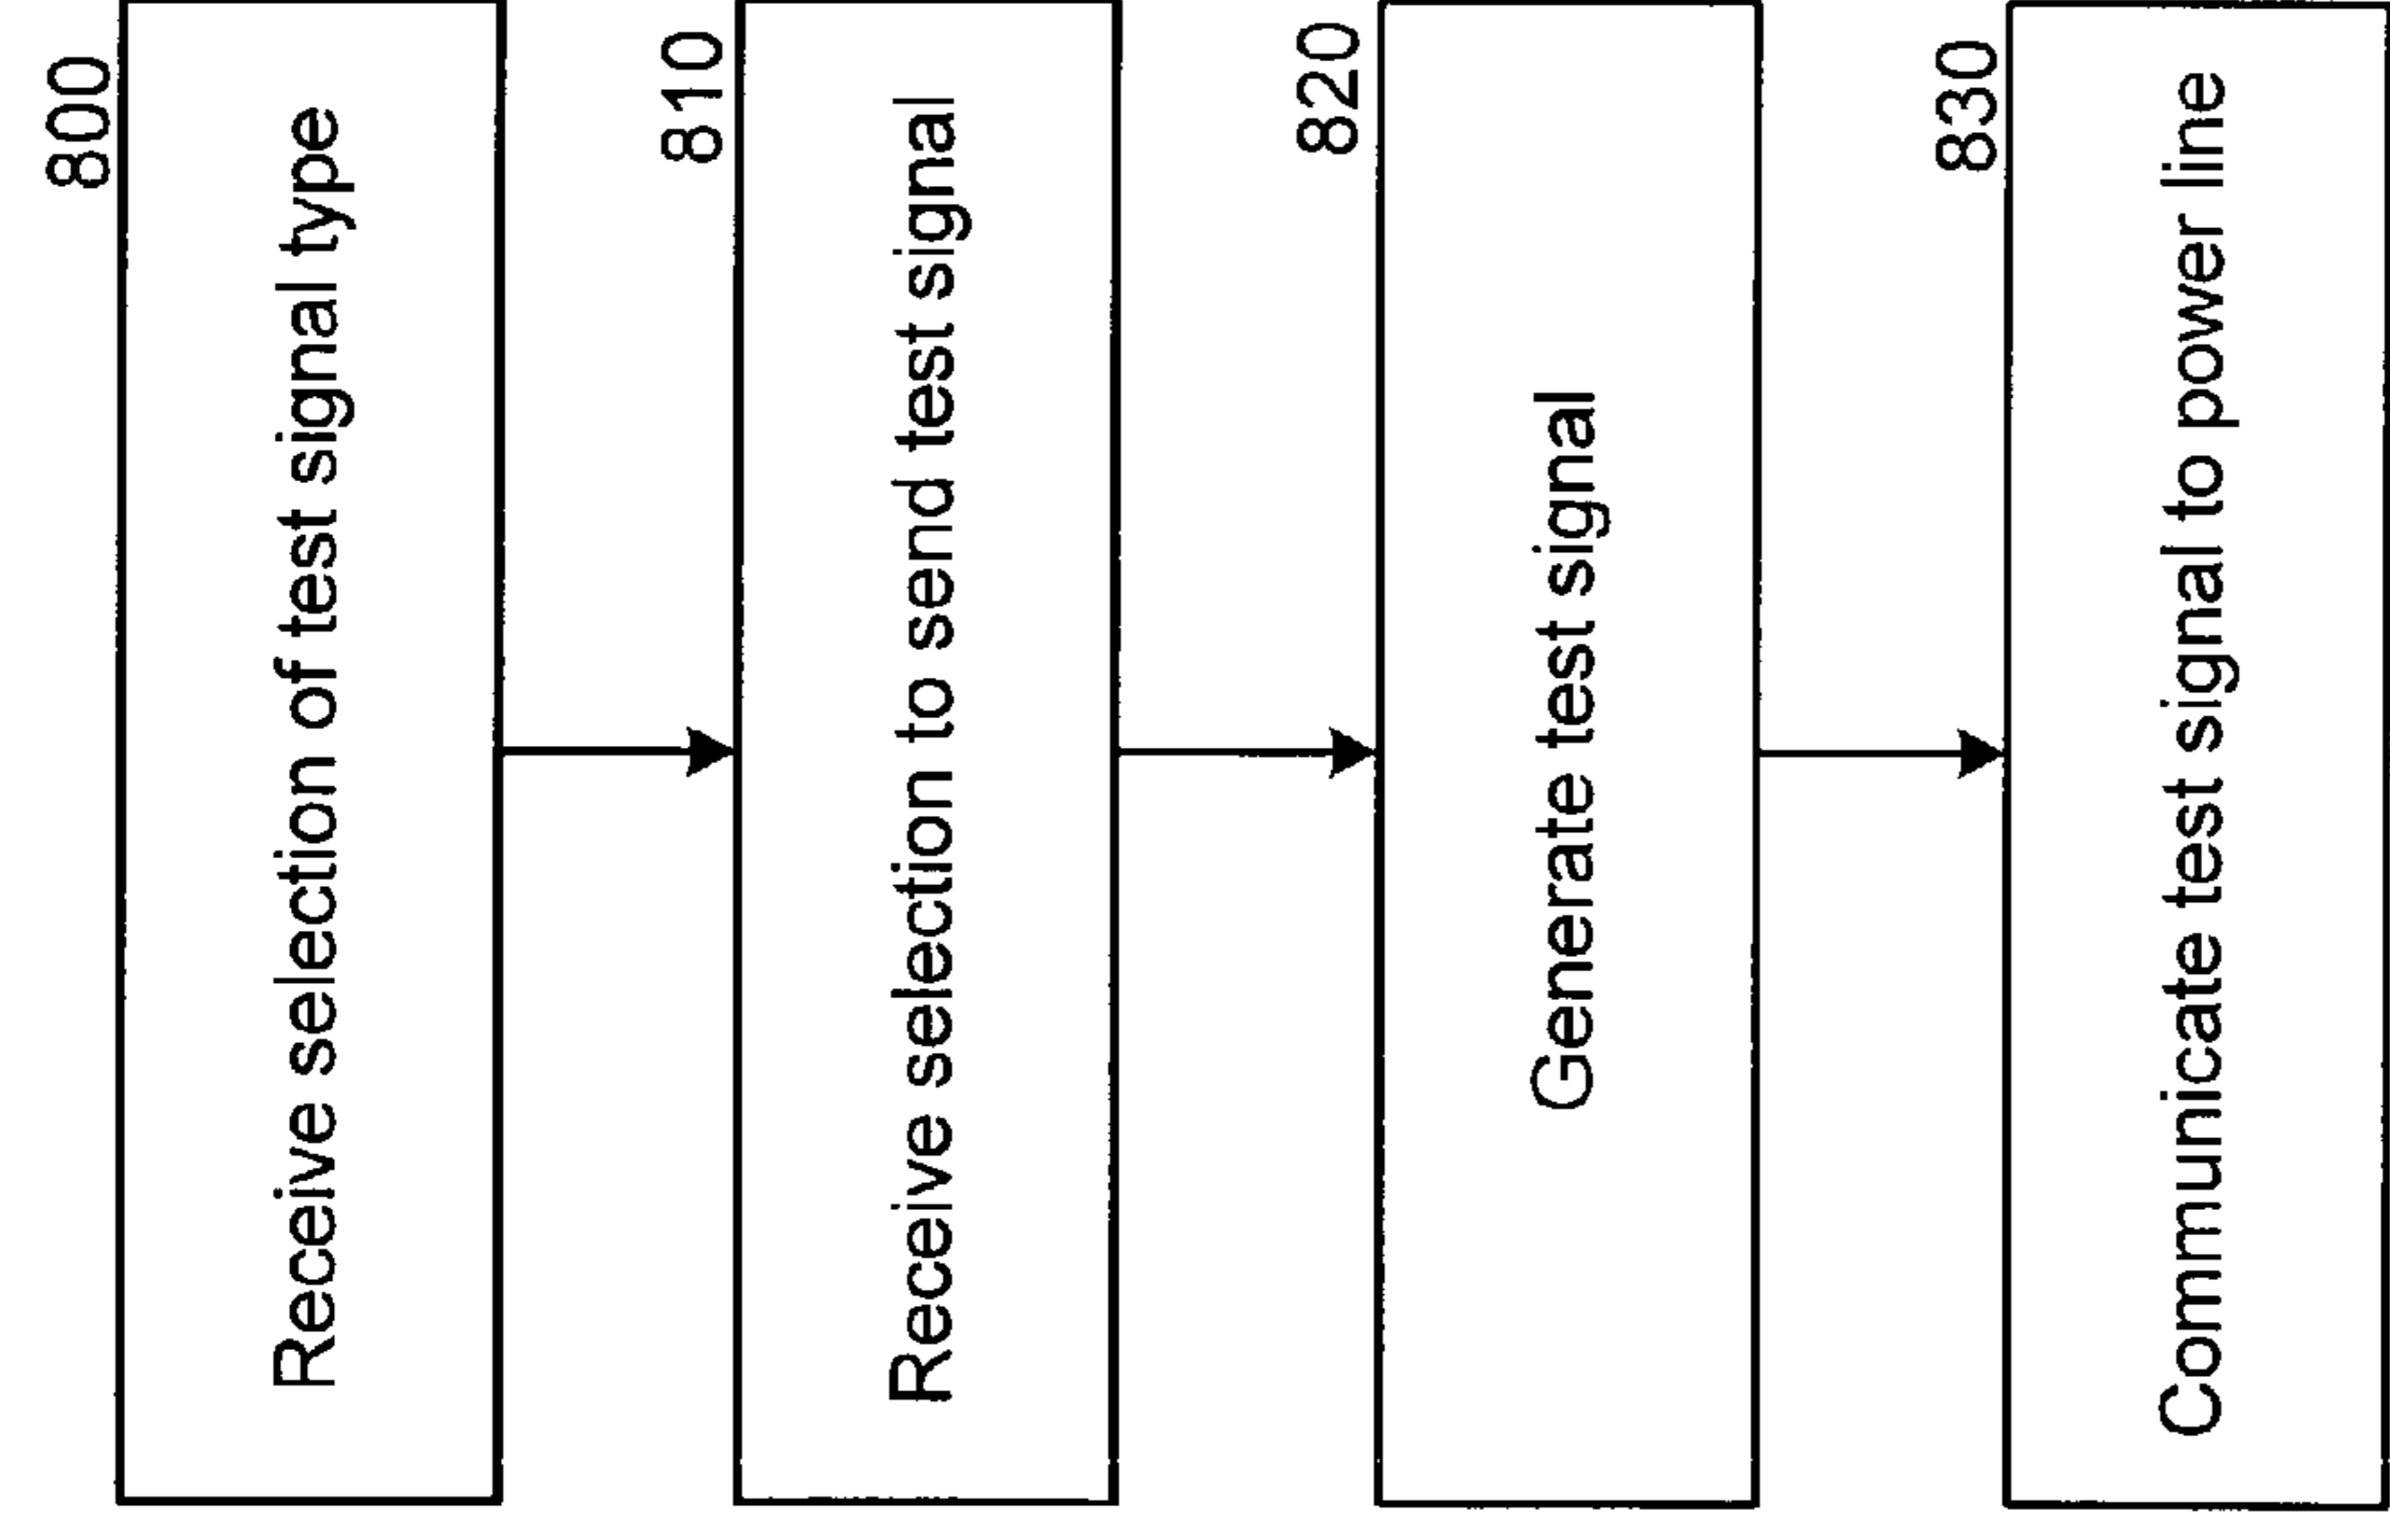 800
Receive selection of test signal type
810
Receive selection to send test signal
820
Generate test signal
830
Communicate test signal to power line